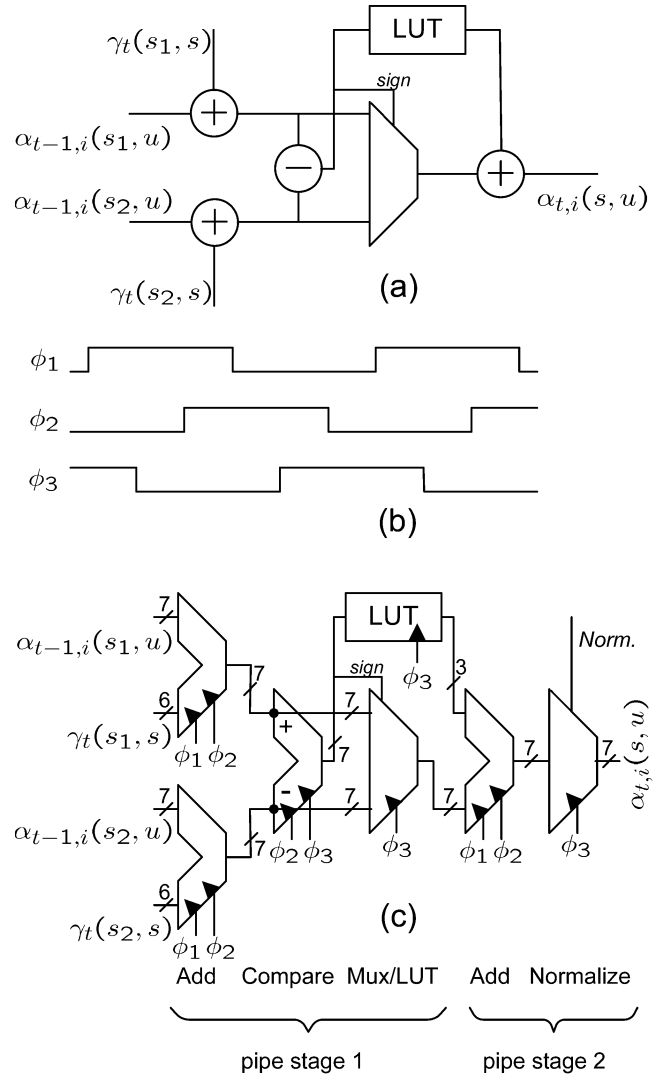 LUT
γt(s1, s)
sign
αt−1,i(s1, u)
αt−1,i(s2, u)
αt,i(s, u)
γt(s2, s)
(a)
ϕ1
ϕ2
ϕ3
(b)
7
LUT
αt−1,i(s1, u)
Norm.
ϕ3
3
sign
7
6
7
γt(s1, s)
+
7
ϕ1 ϕ2
7
7
αt,i(s, u)
7
-
7
7
αt−1,i(s2, u)
7
ϕ2 ϕ3
ϕ3
ϕ1 ϕ2
ϕ3
6
γt(s2, s)
ϕ1 ϕ2
(c)
Add Compare Mux/LUT Add Normalize
pipe stage 1 pipe stage 2